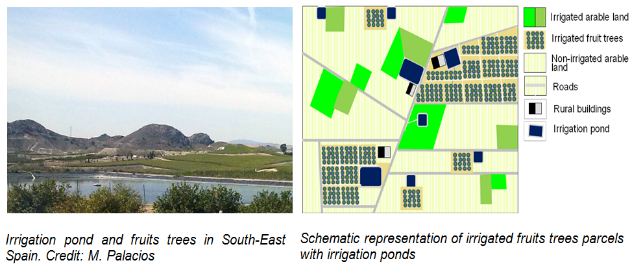 Irrigated arable land
Irrigated fruit trees
Non-irrigated arable
land
Roads
Rural buildings
Irrigation pond
Irrigation pond and fruits trees in South-East
Spain. Credit: M. Palacios
Schematic representation of irrigated fruits trees parcels
with irrigation ponds